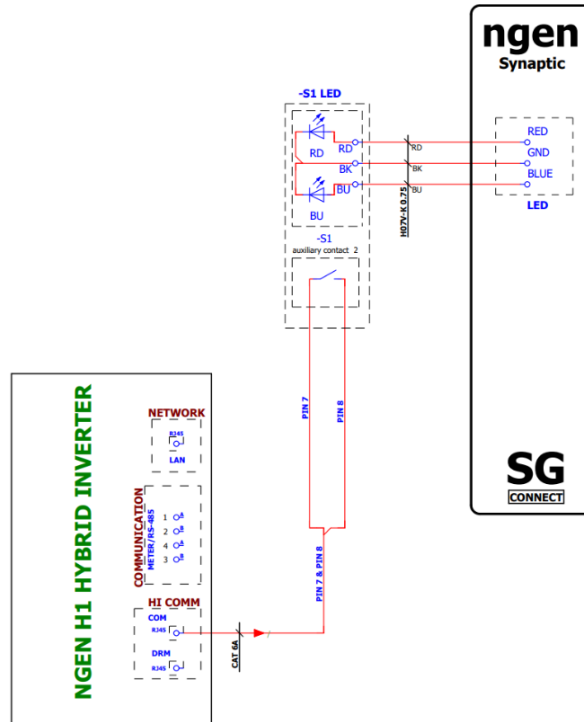 ngen
Synaptic
-S1 LED
RD
RD
RD
RED
BK
BK
GND
BU
BU
BLUE
BU
LED
H07V-K 0.75
-S1
auxiliary contact 2
PIN 7
PIN 8
PIN 7 & PIN 8
SG
CONNECT
NGEN H1 HYBRID INVERTER
NETWORK
RJ45
LAN
COMMUNICATION
METER/RS-485
1 A
2 B
4 A
3 B
HI COMM
COM
RJ45
DRM
RJ45
CAT 6A